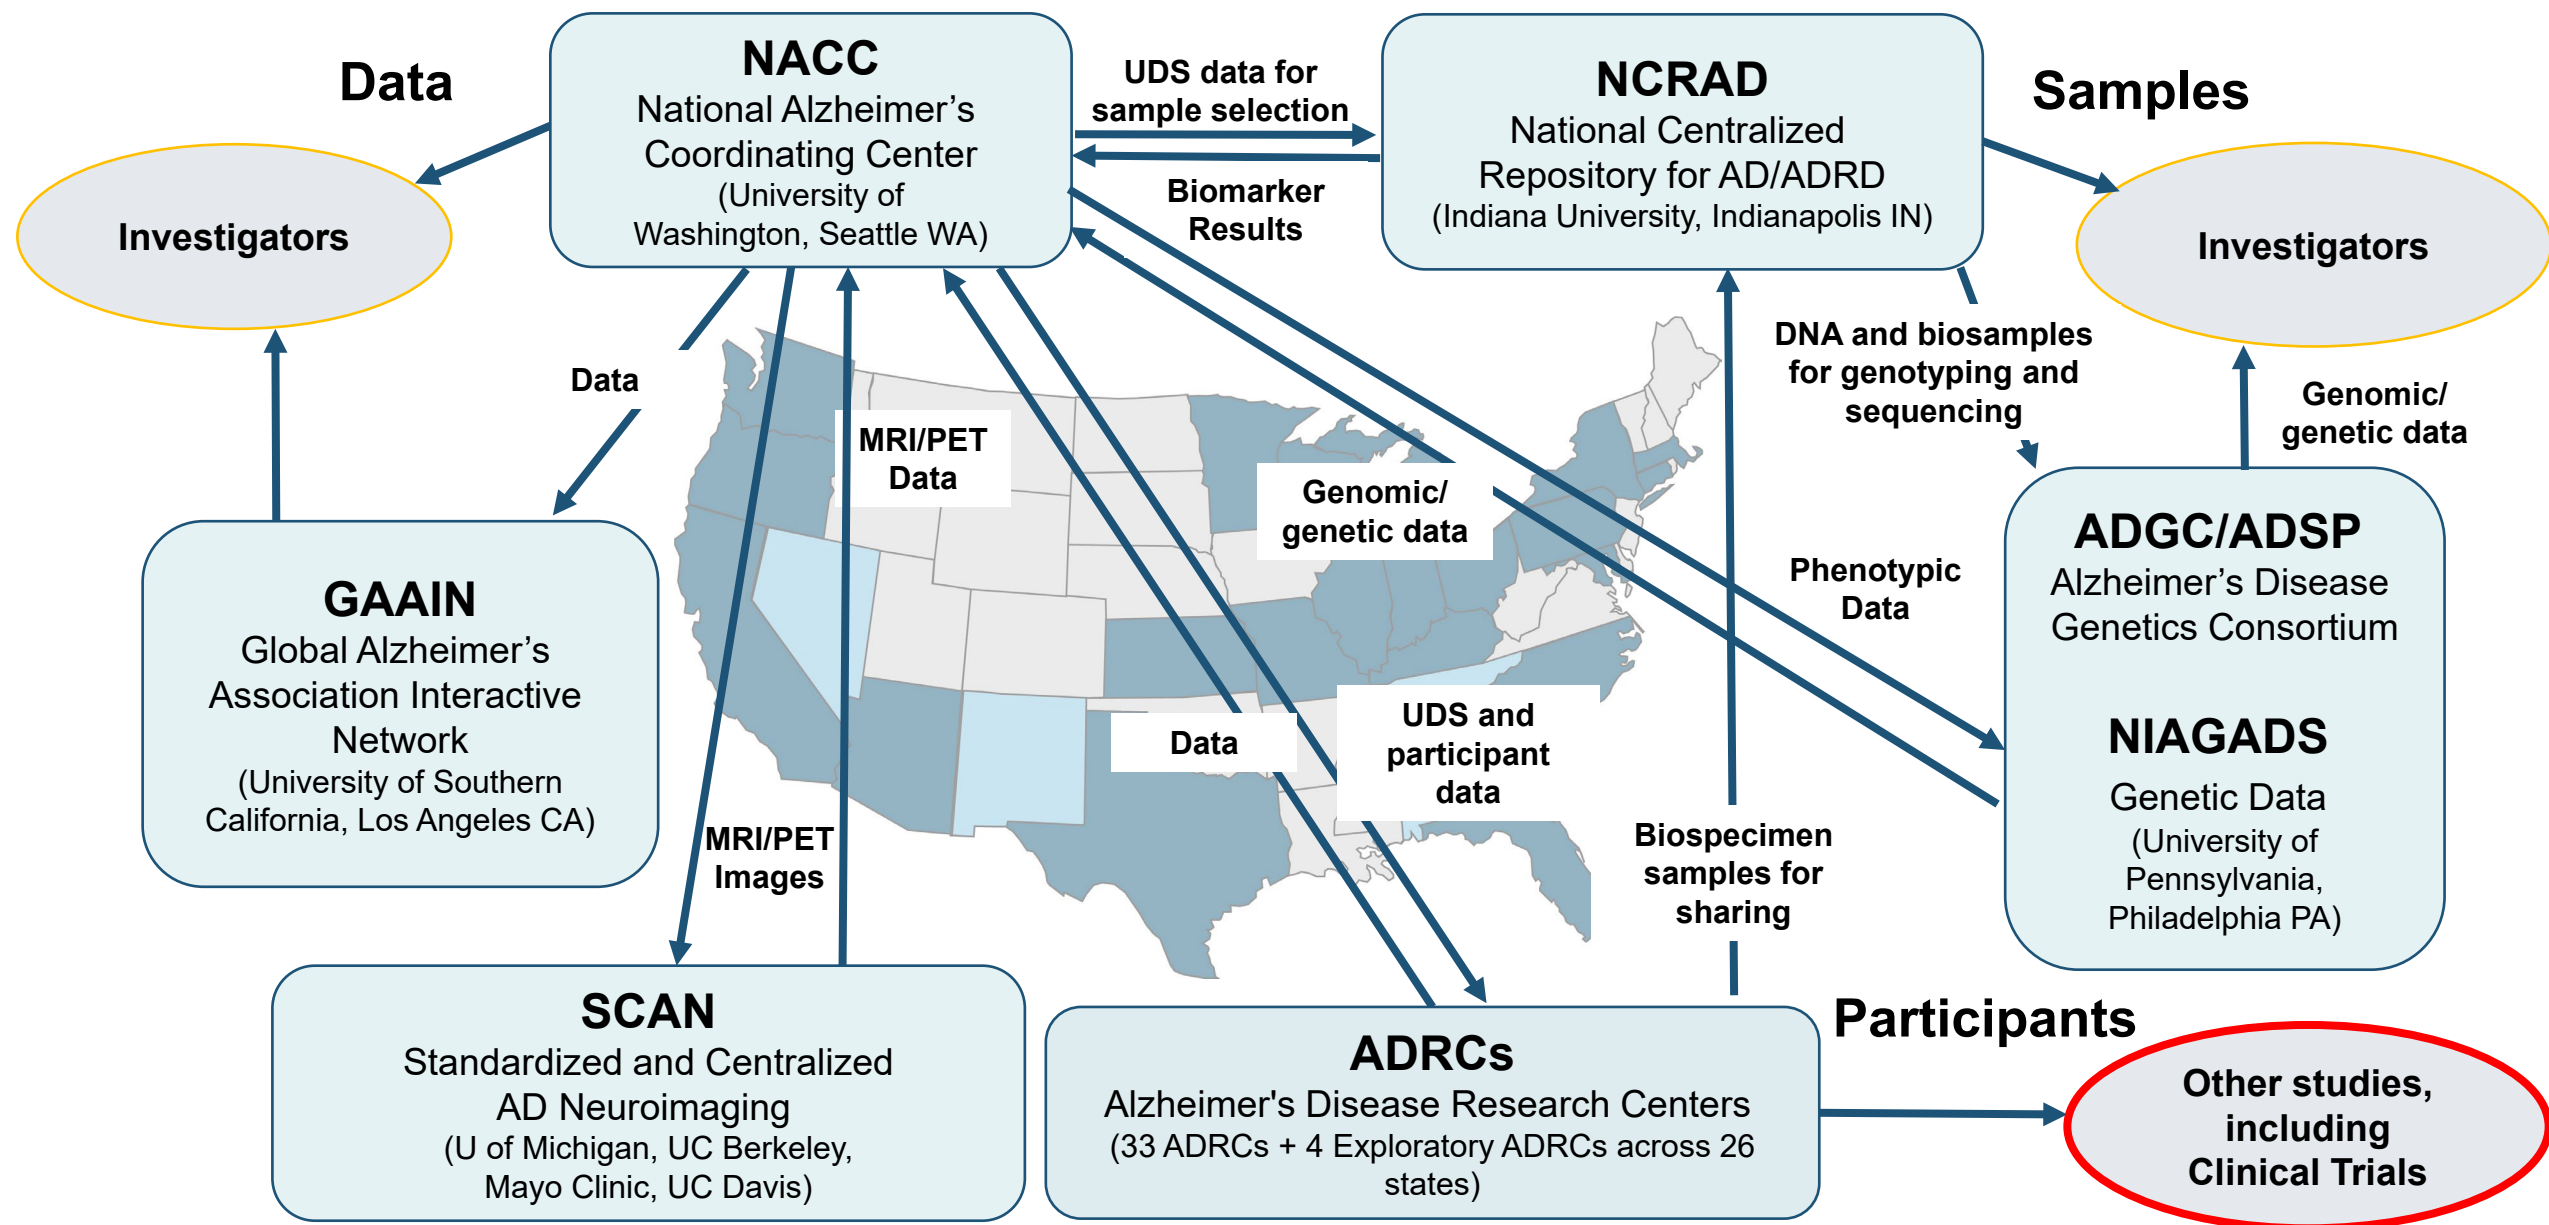 Data
NACC
National Alzheimer’s
Coordinating Center
(University of
Washington, Seattle WA)
UDS data for
sample selection
Biomarker
Results
NCRAD
National Centralized
Repository for AD/ADRD
(Indiana University, Indianapolis IN)
Samples
Investigators
Investigators
Data
MRI/PET
Data
Genomic/
genetic data
DNA and biosamples
for genotyping and
sequencing
Genomic/
genetic data
GAAIN
Global Alzheimer’s
Association Interactive
Network
(University of Southern
California, Los Angeles CA)
Phenotypic
Data
ADGC/ADSP
Alzheimer’s Disease
Genetics Consortium
NIAGADS
Genetic Data
(University of
Pennsylvania,
Philadelphia PA)
Data
UDS and
participant
data
MRI/PET
Images
Biospecimen
samples for
sharing
SCAN
Standardized and Centralized
AD Neuroimaging
(U of Michigan, UC Berkeley,
Mayo Clinic, UC Davis)
ADRCs
Alzheimer's Disease Research Centers
(33 ADRCs + 4 Exploratory ADRCs across 26
states)
Participants
Other studies,
including
Clinical Trials